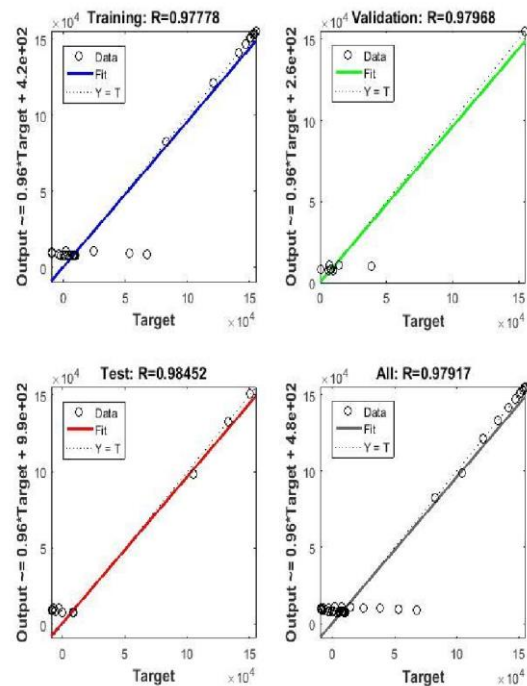 Training: R=0.97778
×10⁴
Output ~= 0.96*Target + 4.2e+02
15
10
5
0
Data
Fit
Y = T
0 5 10 15
Target ×10⁴
Validation: R=0.97968
×10⁴
Output ~= 0.96*Target + 2.6e+02
15
10
5
0
Data
Fit
Y = T
0 5 10 15
Target ×10⁴
Test: R=0.98452
×10⁴
Output ~= 0.96*Target + 9.9e+02
15
10
5
0
Data
Fit
Y = T
0 5 10 15
Target ×10⁴
All: R=0.97917
×10⁴
Output ~= 0.96*Target + 4.8e+02
15
10
5
0
Data
Fit
Y = T
0 5 10 15
Target ×10⁴